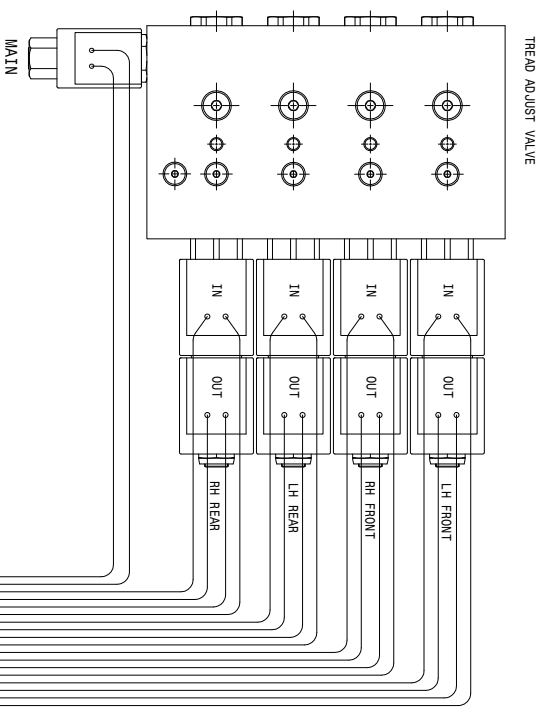 TREAD ADJUST VALVE
MAIN
IN
IN
IN
IN
OUT
OUT
OUT
OUT
RH REAR
LH REAR
RH FRONT
LH FRONT